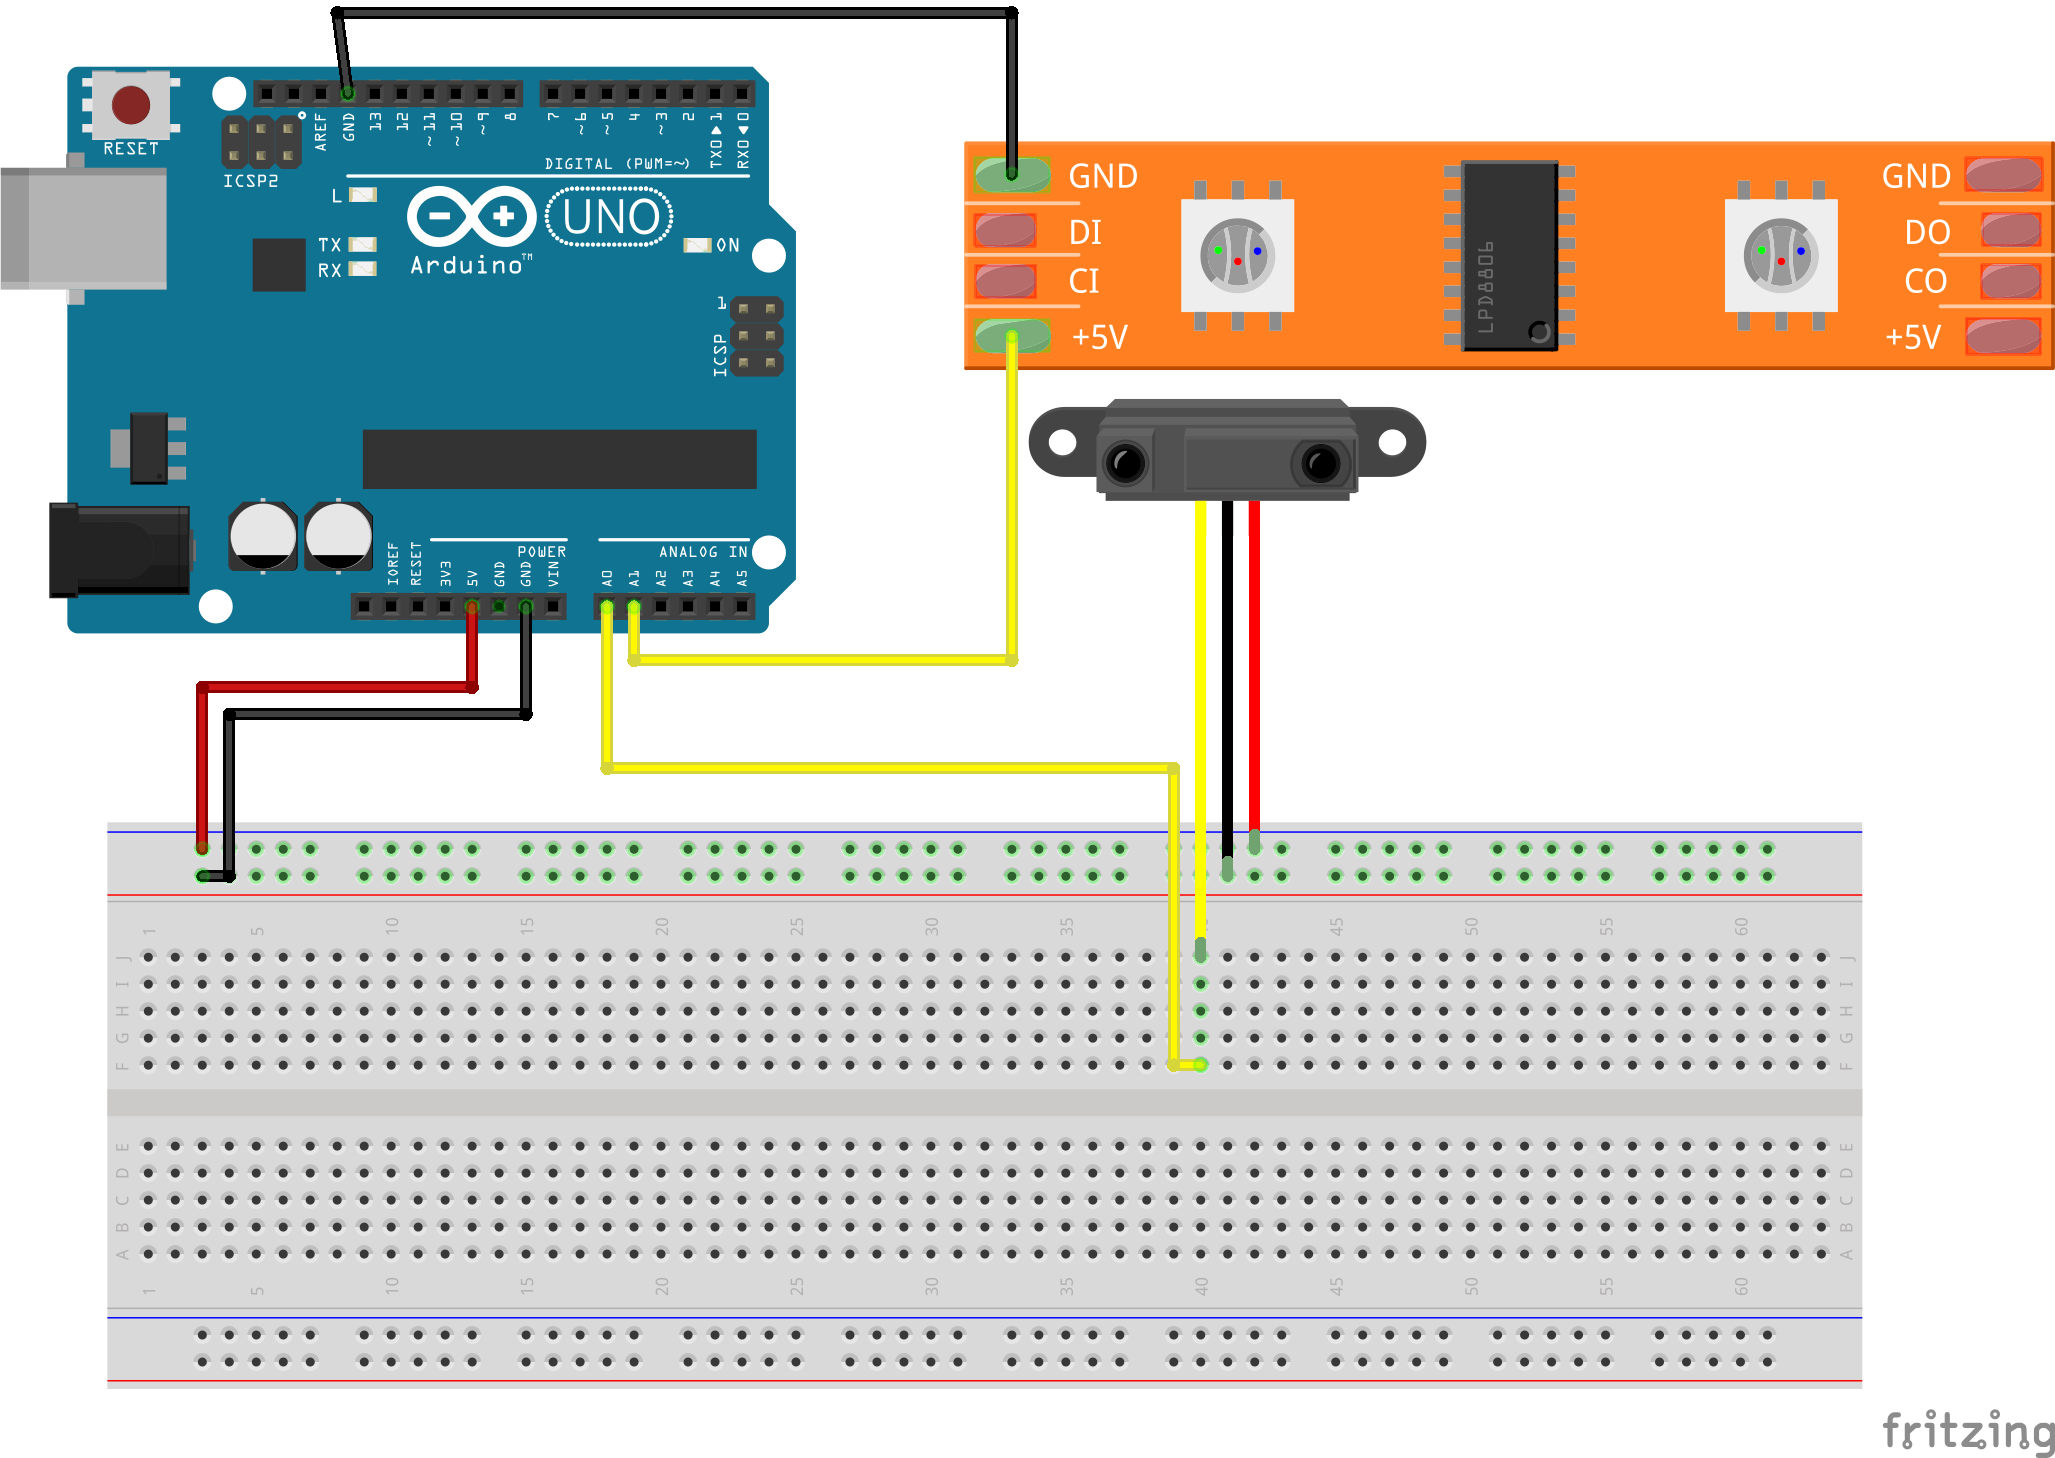 RESET
ICSP2
AREF
GND
13
12
~11
~10
~9
8
7
~6
~5
4
~3
2
TX0 ▶ 1
RX0 ◀ 0
DIGITAL (PWM=~)
L
TX
RX
UNO
ON
Arduino™
1
ICSP
IOREF
RESET
3V3
5V
GND
GND
VIN
POWER
ANALOG IN
A0
A1
A2
A3
A4
A5
GND
DI
CI
+5V
LPD8806
GND
DO
CO
+5V
1 5 10 15 20 25 30 35 45 50 55 60
J J
I I
H H
G G
F F
E E
D D
C C
B B
A A
1 5 10 15 20 25 30 35 40 45 50 55 60
fritzing